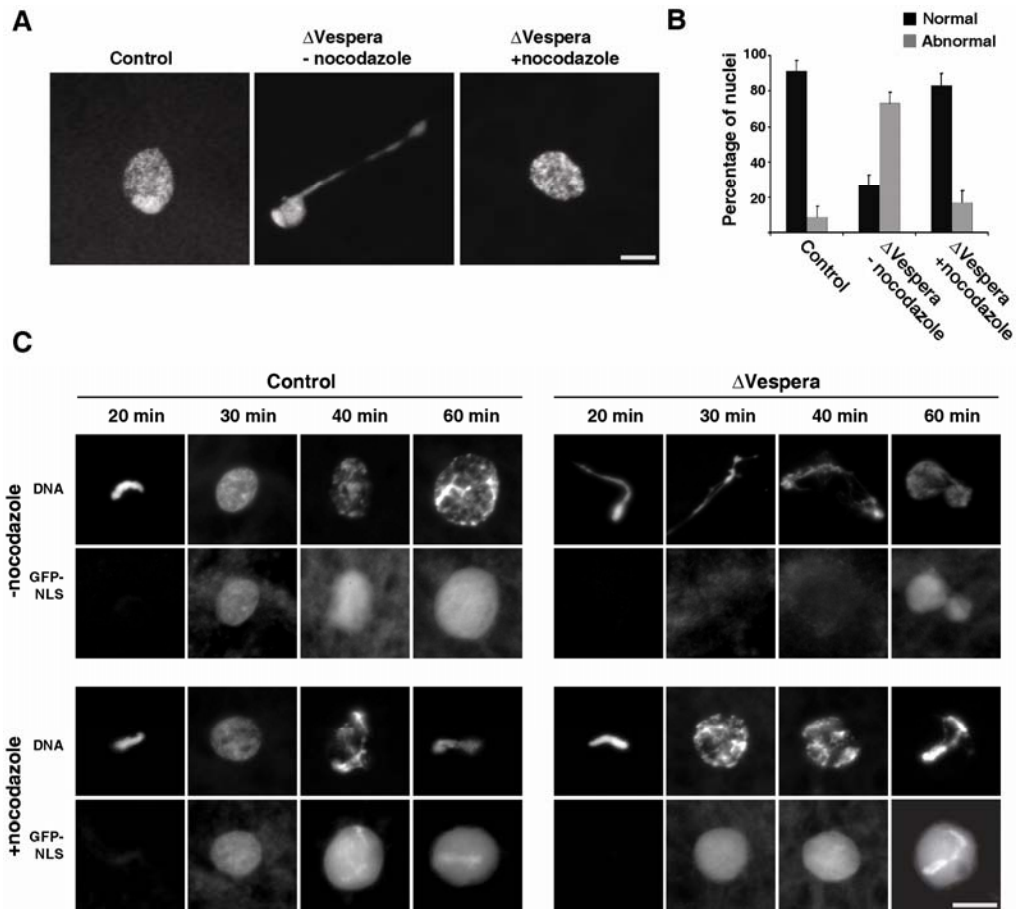 A
Control
ΔVespera
- nocodazole
ΔVespera
+nocodazole
B
Normal
Abnormal
Percentage of nuclei
100
80
60
40
20
Control
ΔVespera
- nocodazole
ΔVespera
+nocodazole
C
Control
ΔVespera
20 min 30 min 40 min 60 min
20 min 30 min 40 min 60 min
-nocodazole
DNA
GFP-
NLS
+nocodazole
DNA
GFP-
NLS